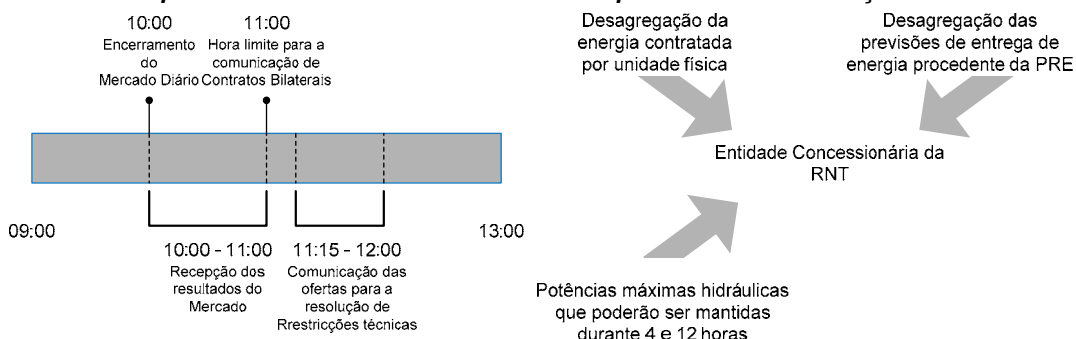 10:00
Encerramento
do
Mercado Diário
11:00
Hora limite para a
comunicação de
Contratos Bilaterais
09:00
13:00
10:00 - 11:00
Recepção dos
resultados do
Mercado
11:15 - 12:00
Comunicação das
ofertas para a
resolução de
Rrestricções técnicas
Desagregação da
energia contratada
por unidade física
Desagregação das
previsões de entrega de
energia procedente da PRE
Entidade Concessionária da
RNT
Potências máximas hidráulicas
que poderão ser mantidas
durante 4 e 12 horas